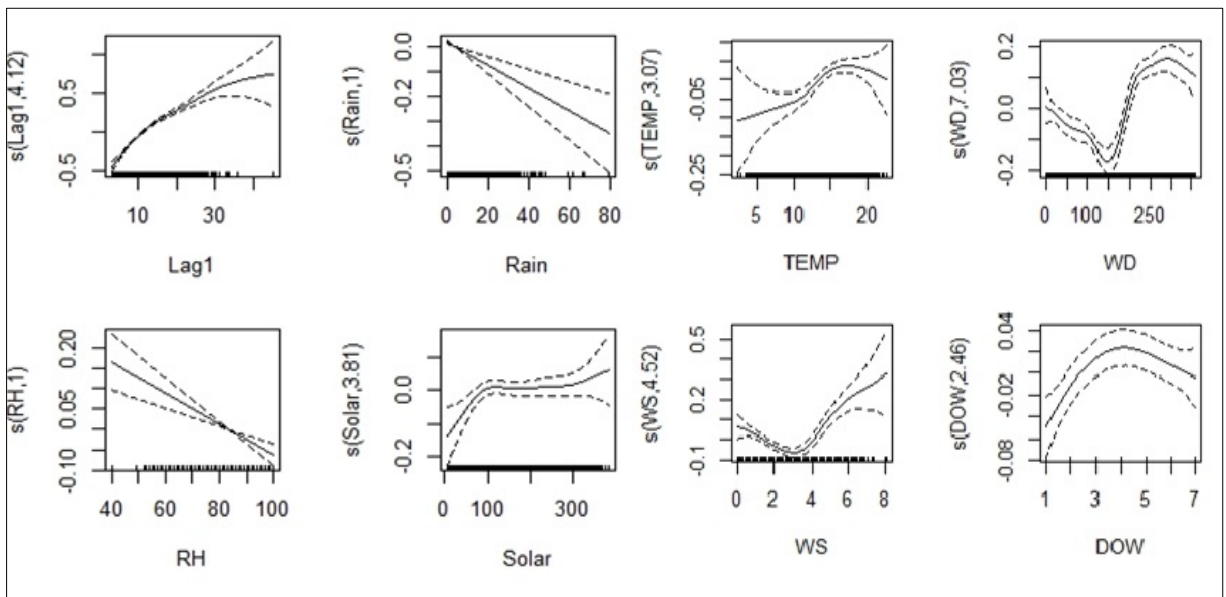 s(Lag1,4.12)
0.5
-0.5
10 30
Lag1
s(Rain,1)
0.0
-0.2
-0.5
0 20 40 60 80
Rain
s(TEMP,3.07)
-0.05
-0.25
5 10 20
TEMP
s(WD,7.03)
0.2
0.0
-0.2
0 100 250
WD
s(RH,1)
0.20
0.05
-0.10
40 60 80 100
RH
s(Solar,3.81)
0.0
-0.2
0 100 300
Solar
s(WS,4.52)
0.5
0.2
-0.1
0 2 4 6 8
WS
s(DOW,2.46)
0.04
-0.02
-0.08
1 3 5 7
DOW